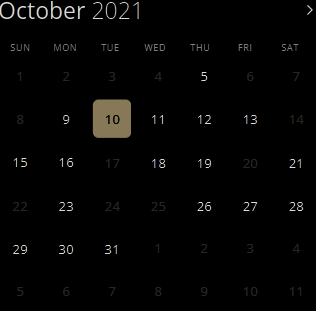 October 2021
SUN MON TUE WED THU FRI SAT
1 2 3 4 5 6 7
8 9 10 11 12 13 14
15 16 17 18 19 20 21
22 23 24 25 26 27 28
29 30 31 1 2 3 4
5 6 7 8 9 10 11